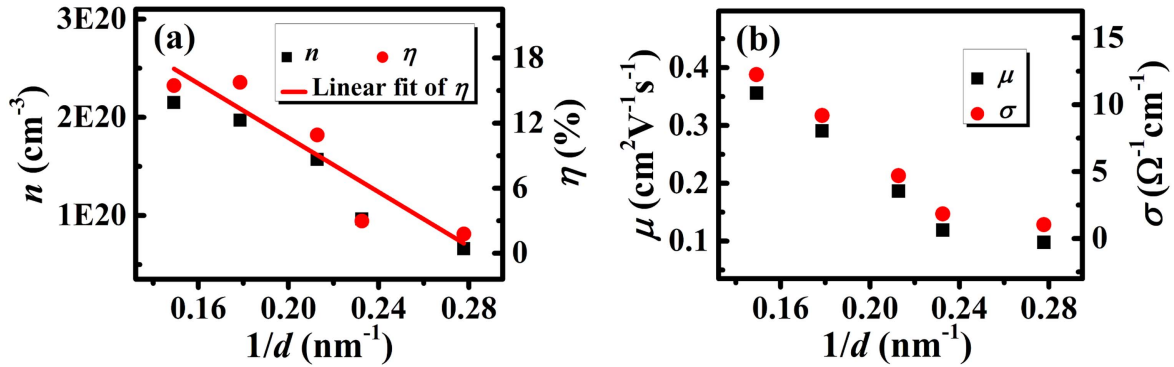 (a)
n
η
Linear fit of η
3E20
2E20
1E20
n (cm⁻³)
18
12
6
0
η (%)
0.16 0.20 0.24 0.28
1/d (nm⁻¹)
(b)
μ
σ
0.4
0.3
0.2
0.1
μ (cm²V⁻¹s⁻¹)
15
10
5
0
σ (Ω⁻¹cm⁻¹)
0.16 0.20 0.24 0.28
1/d (nm⁻¹)